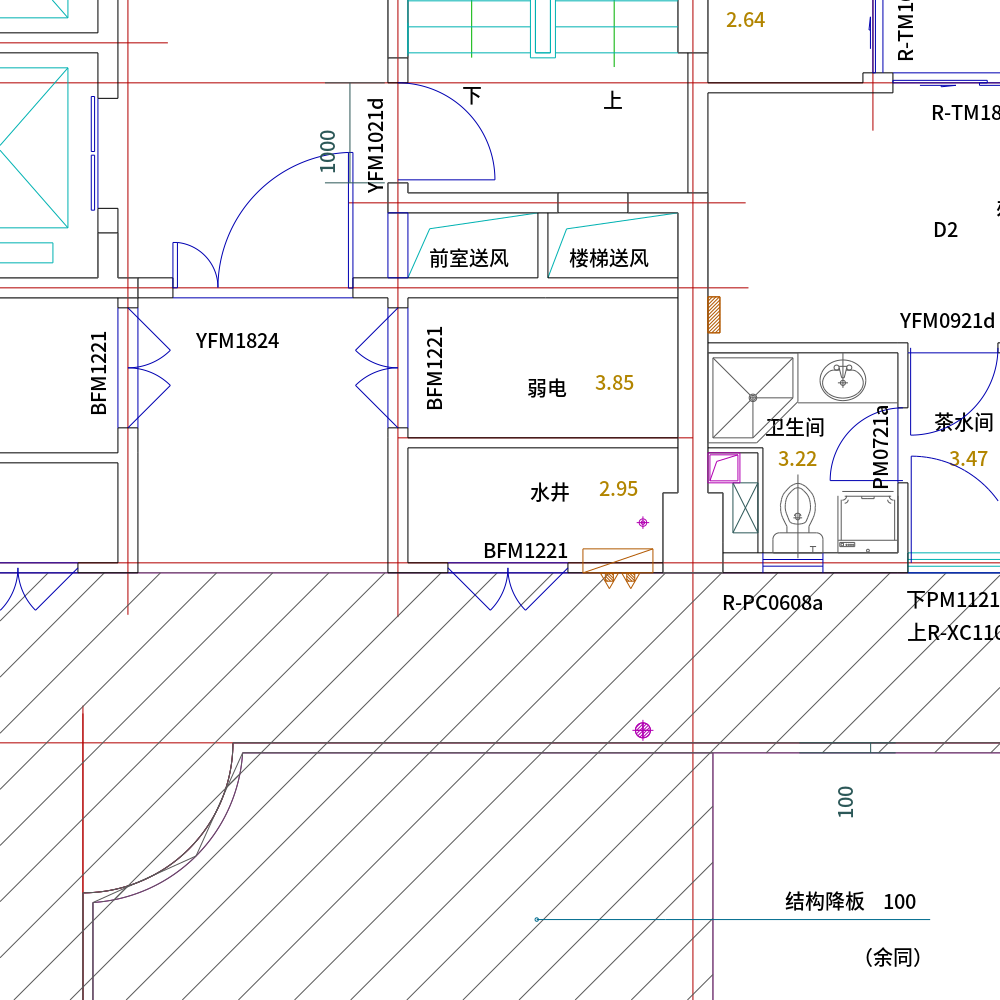 2.64
R-TM1
下
上
R-TM18
1000
YFM1021d
D2
前室送风
楼梯送风
YFM0921d
BFM1221
YFM1824
BFM1221
弱电 3.85
卫生间
3.22
PM0721a
茶水间
3.47
水井 2.95
BFM1221
T
R-PC0608a
下PM1121
上R-XC110
100
结构降板 100
（余同）